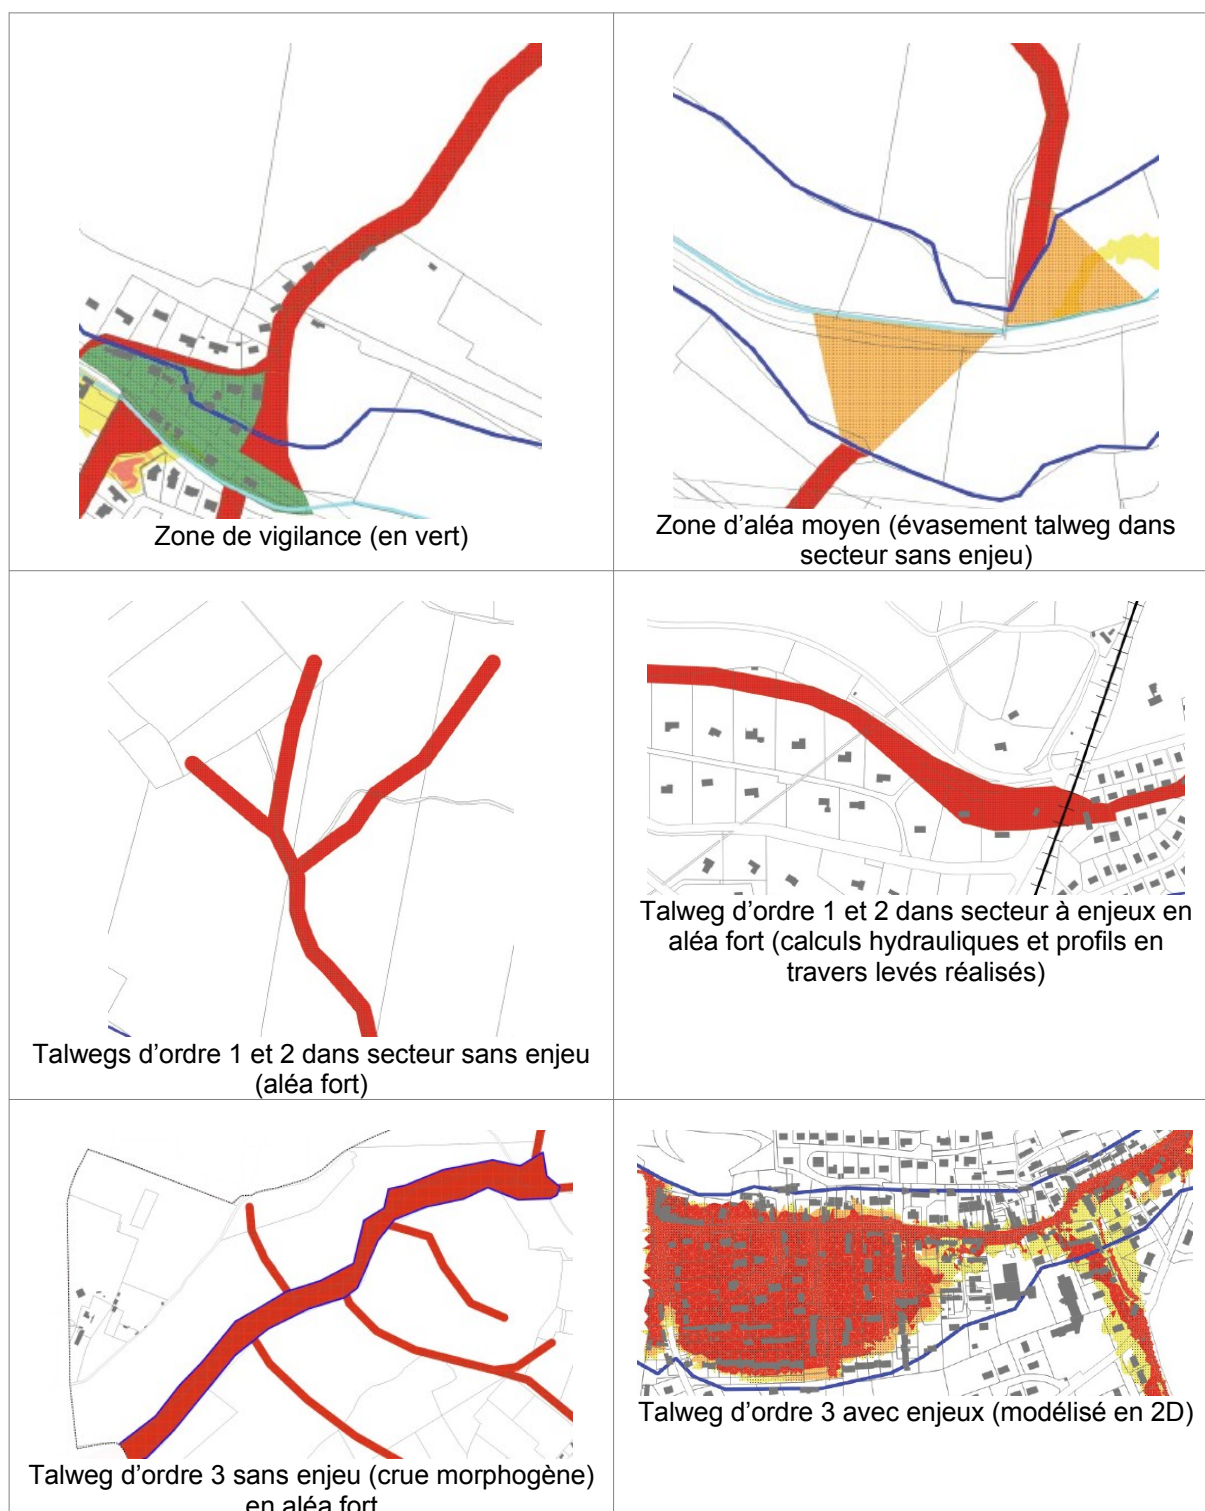 Zone de vigilance (en vert)
Zone d'aléa moyen (évasement talweg dans
secteur sans enjeu)
Talwegs d'ordre 1 et 2 dans secteur sans enjeu
(aléa fort)
Talweg d'ordre 1 et 2 dans secteur à enjeux en
aléa fort (calculs hydrauliques et profils en
travers levés réalisés)
Talweg d'ordre 3 sans enjeu (crue morphogène)
en aléa fort
Talweg d'ordre 3 avec enjeux (modélisé en 2D)